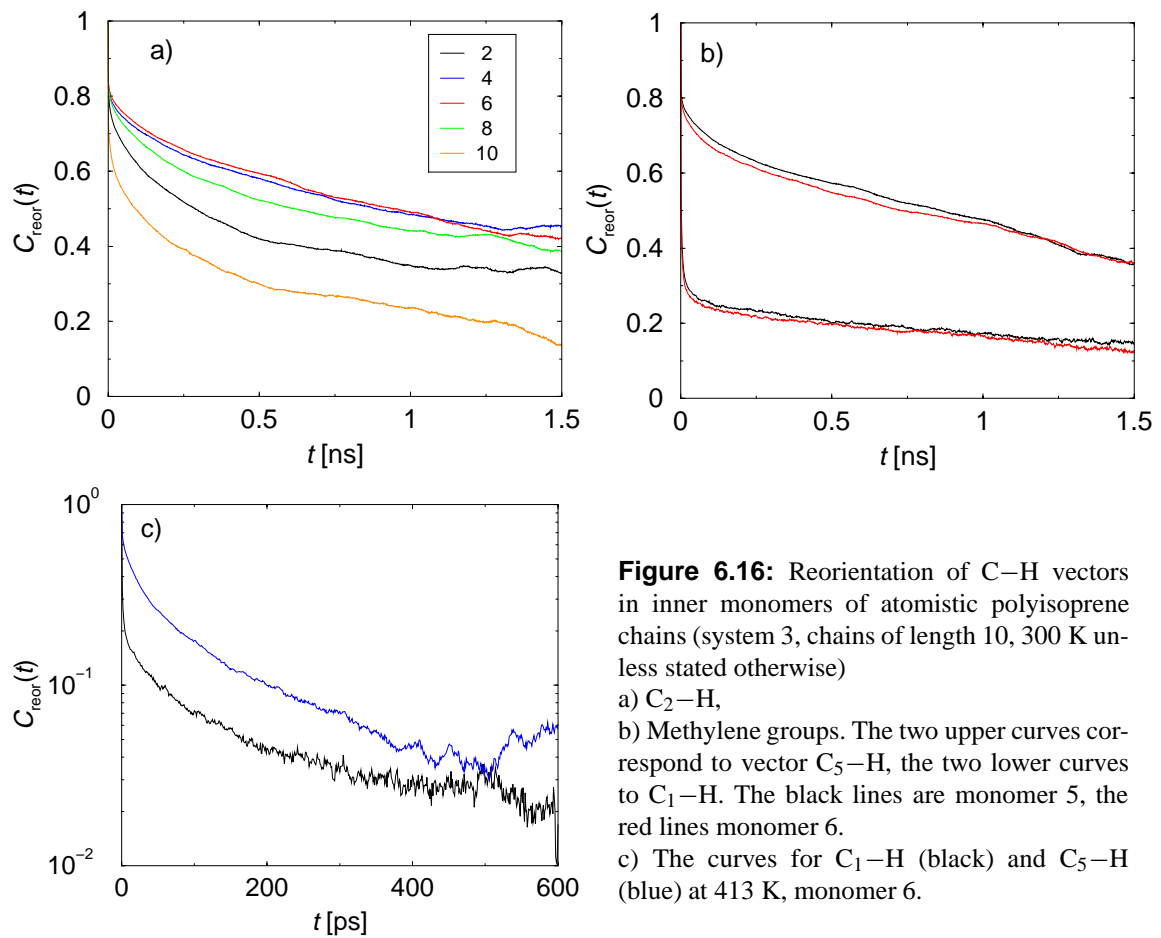 a)
2
4
6
8
10
1
0.8
0.6
0.4
0.2
0
C_reor(t)
0
0.5
1
1.5
t [ns]
b)
1
0.8
0.6
0.4
0.2
0
C_reor(t)
0
0.5
1
1.5
t [ns]
c)
10^0
10^-1
10^-2
C_reor(t)
0
200
400
600
t [ps]
Figure 6.16: Reorientation of C−H vectors
in inner monomers of atomistic polyisoprene
chains (system 3, chains of length 10, 300 K un-
less stated otherwise)
a) C₂−H,
b) Methylene groups. The two upper curves cor-
respond to vector C₅−H, the two lower curves
to C₁−H. The black lines are monomer 5, the
red lines monomer 6.
c) The curves for C₁−H (black) and C₅−H
(blue) at 413 K, monomer 6.